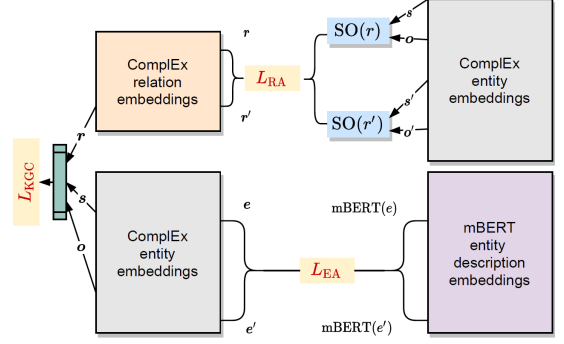 ComplEx
relation
embeddings
r
r′
L_RA
SO(r)
SO(r′)
s
o
s′
o′
ComplEx
entity
embeddings
L_KGC
r
s
o
ComplEx
entity
embeddings
e
e′
L_EA
mBERT(e)
mBERT(e′)
mBERT
entity
description
embeddings